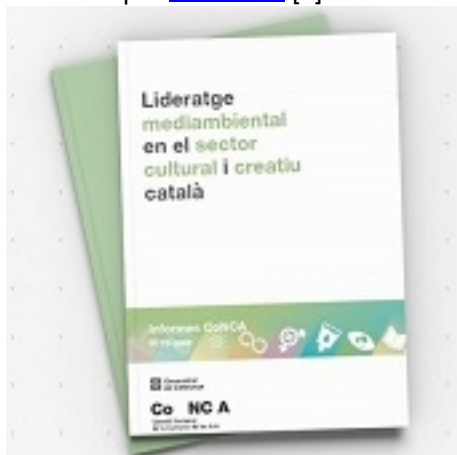 Lideratge
mediambiental
en el sector
cultural i creatiu
català
Informes CoNCA
Generalitat
de Catalunya
Co NC A